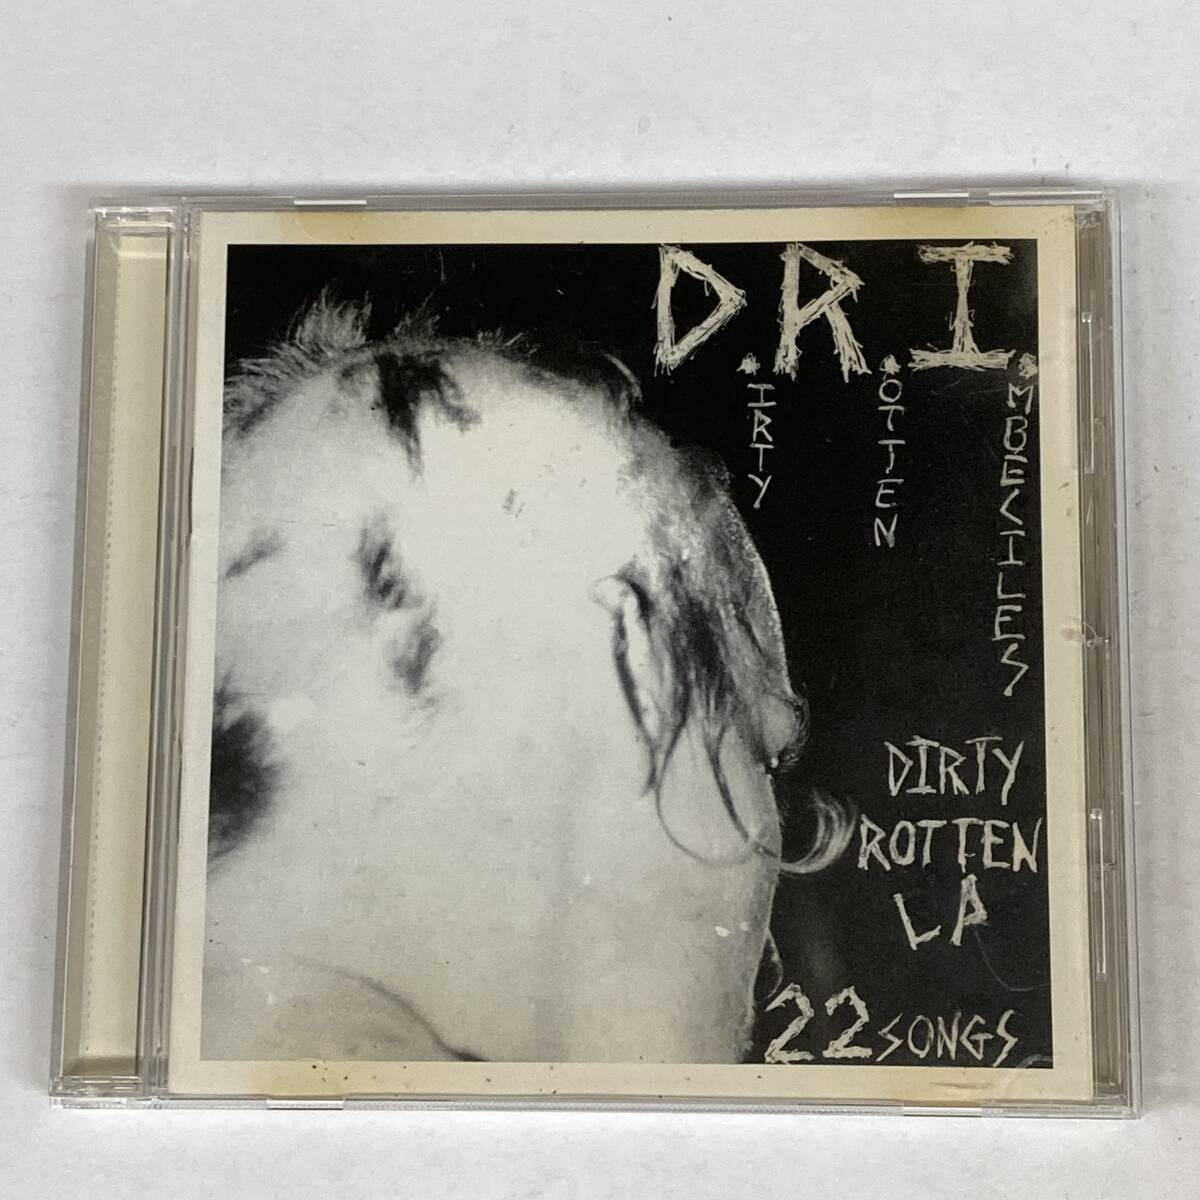 D.R.I.
IRTY
OTTEN
MBECILES
DIRTY
ROTTEN
LP
22 SONGS